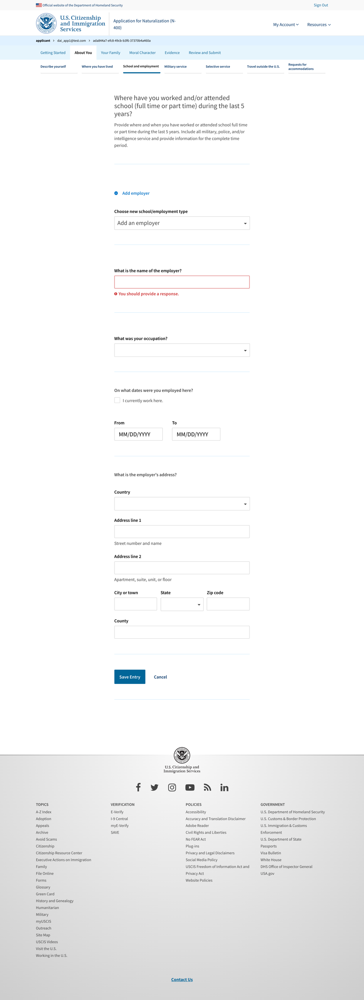 Official website of the Department of Homeland Security
Sign Out
U.S. Citizenship
and Immigration
Services
Application for Naturalization (N-
400)
My Account
Resources
applicant > dai_app1@test.com > ada844a7-efc8-49cb-b3f6-37370b4a460a
Getting Started
About You
Your Family
Moral Character
Evidence
Review and Submit
Describe yourself
Where you have lived
School and employment
Military service
Selective service
Travel outside the U.S.
Requests for
accommodations
Where have you worked and/or attended
school (full time or part time) during the last 5
years?
Provide where and when you have worked or attended school full time
or part time during the last 5 years. Include all military, police, and/or
intelligence service and provide information for the complete time
period.
Add employer
Choose new school/employment type
Add an employer
What is the name of the employer?
You should provide a response.
What was your occupation?
On what dates were you employed here?
I currently work here.
From
To
MM/DD/YYYY
MM/DD/YYYY
What is the employer's address?
Country
Address line 1
Street number and name
Address line 2
Apartment, suite, unit, or floor
City or town
State
Zip code
County
Save Entry
Cancel
U.S. Citizenship and
Immigration Services
TOPICS
A-Z Index
Adoption
Appeals
Archive
Avoid Scams
Citizenship
Citizenship Resource Center
Executive Actions on Immigration
Family
File Online
Forms
Glossary
Green Card
History and Genealogy
Humanitarian
Military
myUSCIS
Outreach
Site Map
USCIS Videos
Visit the U.S.
Working in the U.S.
VERIFICATION
E-Verify
I-9 Central
myE-Verify
SAVE
POLICIES
Accessibility
Accuracy and Translation Disclaimer
Adobe Reader
Civil Rights and Liberties
No FEAR Act
Plug-ins
Privacy and Legal Disclaimers
Social Media Policy
USCIS Freedom of Information Act and
Privacy Act
Website Policies
GOVERNMENT
U.S. Department of Homeland Security
U.S. Customs & Border Protection
U.S. Immigration & Customs
Enforcement
U.S. Department of State
Passports
Visa Bulletin
White House
DHS Office of Inspector General
USA.gov
Contact Us